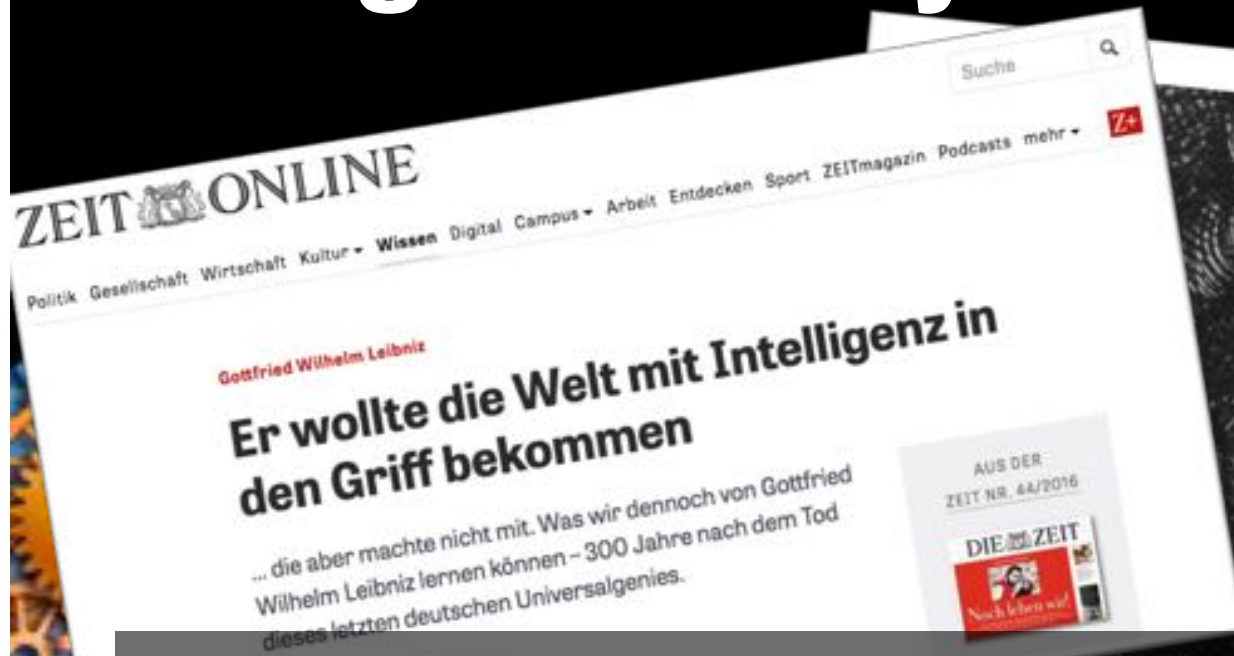 Suche
ZEIT ONLINE
Z+
Politik Gesellschaft Wirtschaft Kultur Wissen Digital Campus Arbeit Entdecken Sport ZEITmagazin Podcasts mehr
Gottfried Wilhelm Leibniz
Er wollte die Welt mit Intelligenz in
den Griff bekommen
... die aber machte nicht mit. Was wir dennoch von Gottfried
Wilhelm Leibniz lernen können – 300 Jahre nach dem Tod
dieses letzten deutschen Universalgenies.
AUS DER
ZEIT NR. 44/2016
DIE ZEIT
Noch leben wir!